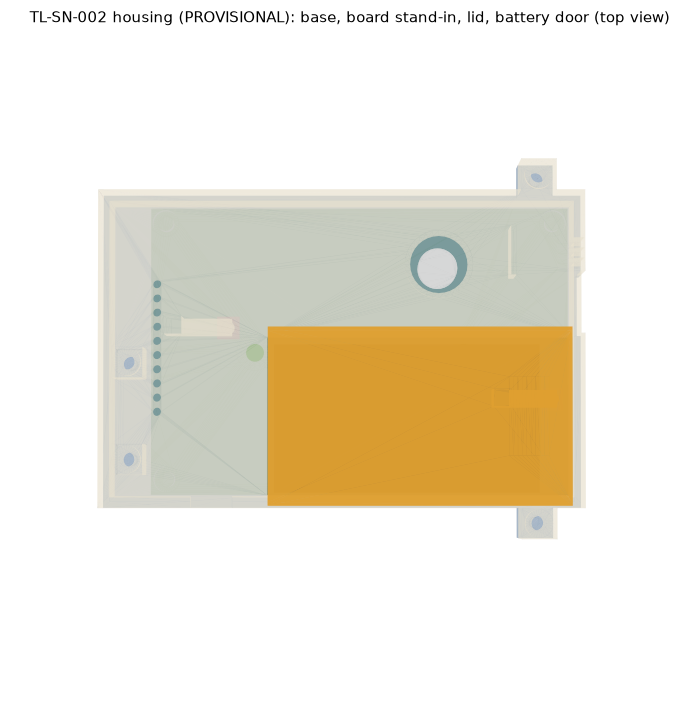 TL-SN-002 housing (PROVISIONAL): base, board stand-in, lid, battery door (top view)